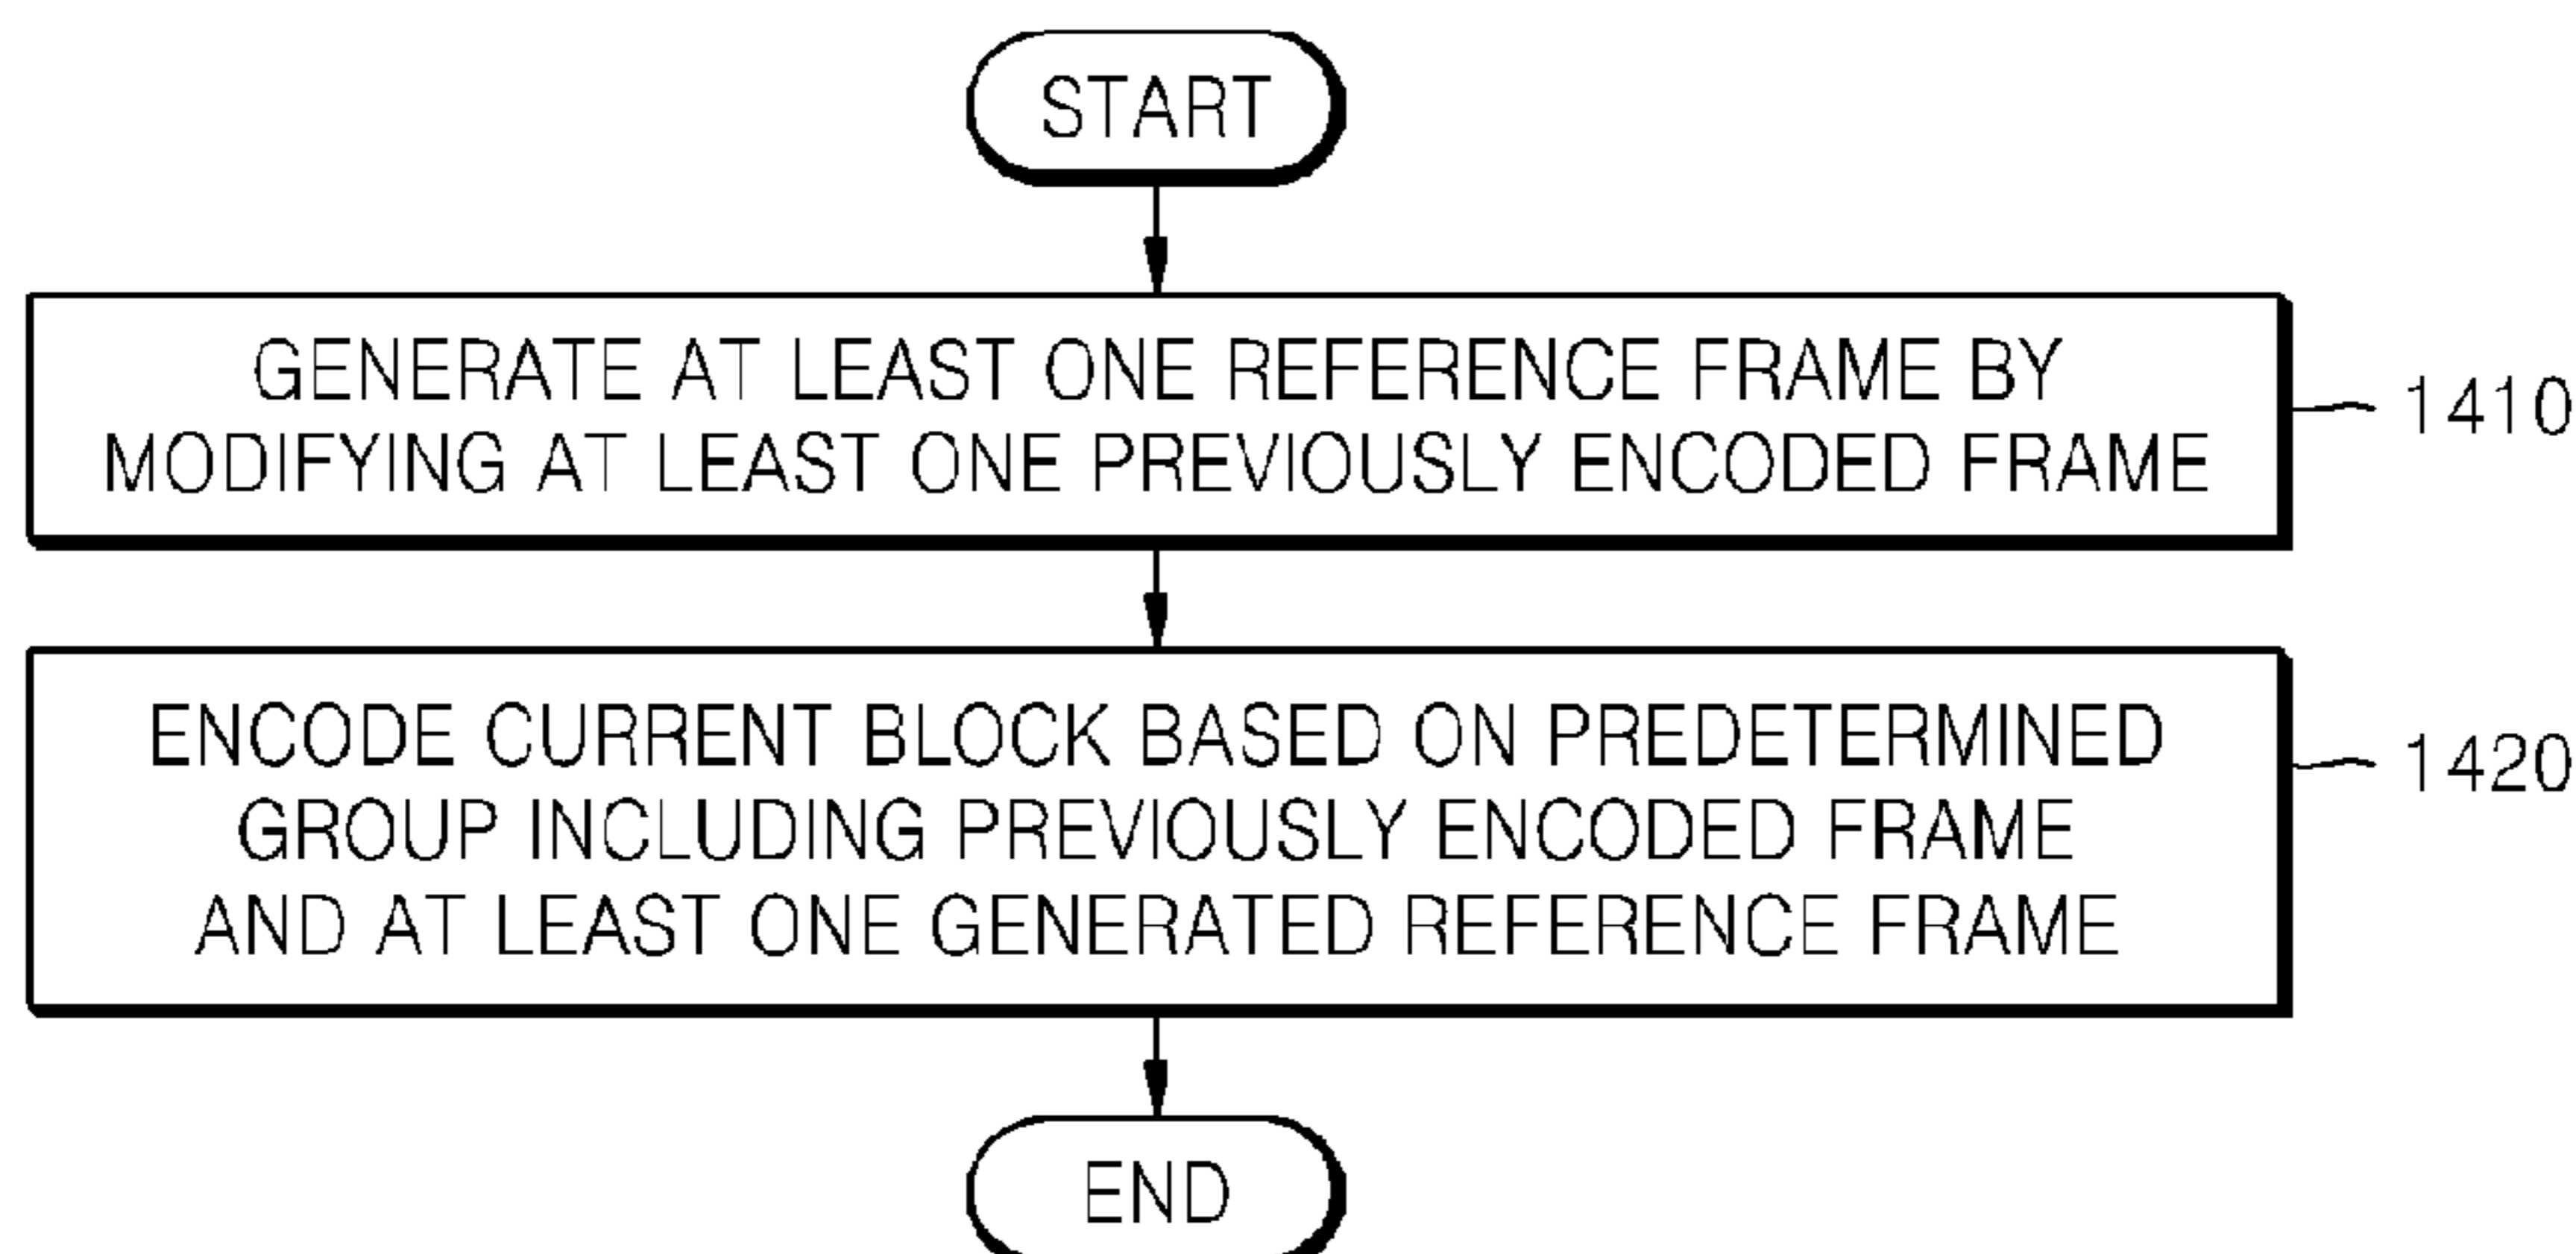 START
GENERATE AT LEAST ONE REFERENCE FRAME BY
MODIFYING AT LEAST ONE PREVIOUSLY ENCODED FRAME
1410
ENCODE CURRENT BLOCK BASED ON PREDETERMINED
GROUP INCLUDING PREVIOUSLY ENCODED FRAME
AND AT LEAST ONE GENERATED REFERENCE FRAME
1420
END